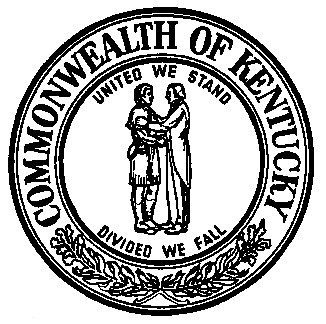 COMMONWEALTH OF KENTUCKY
UNITED WE STAND
DIVIDED WE FALL